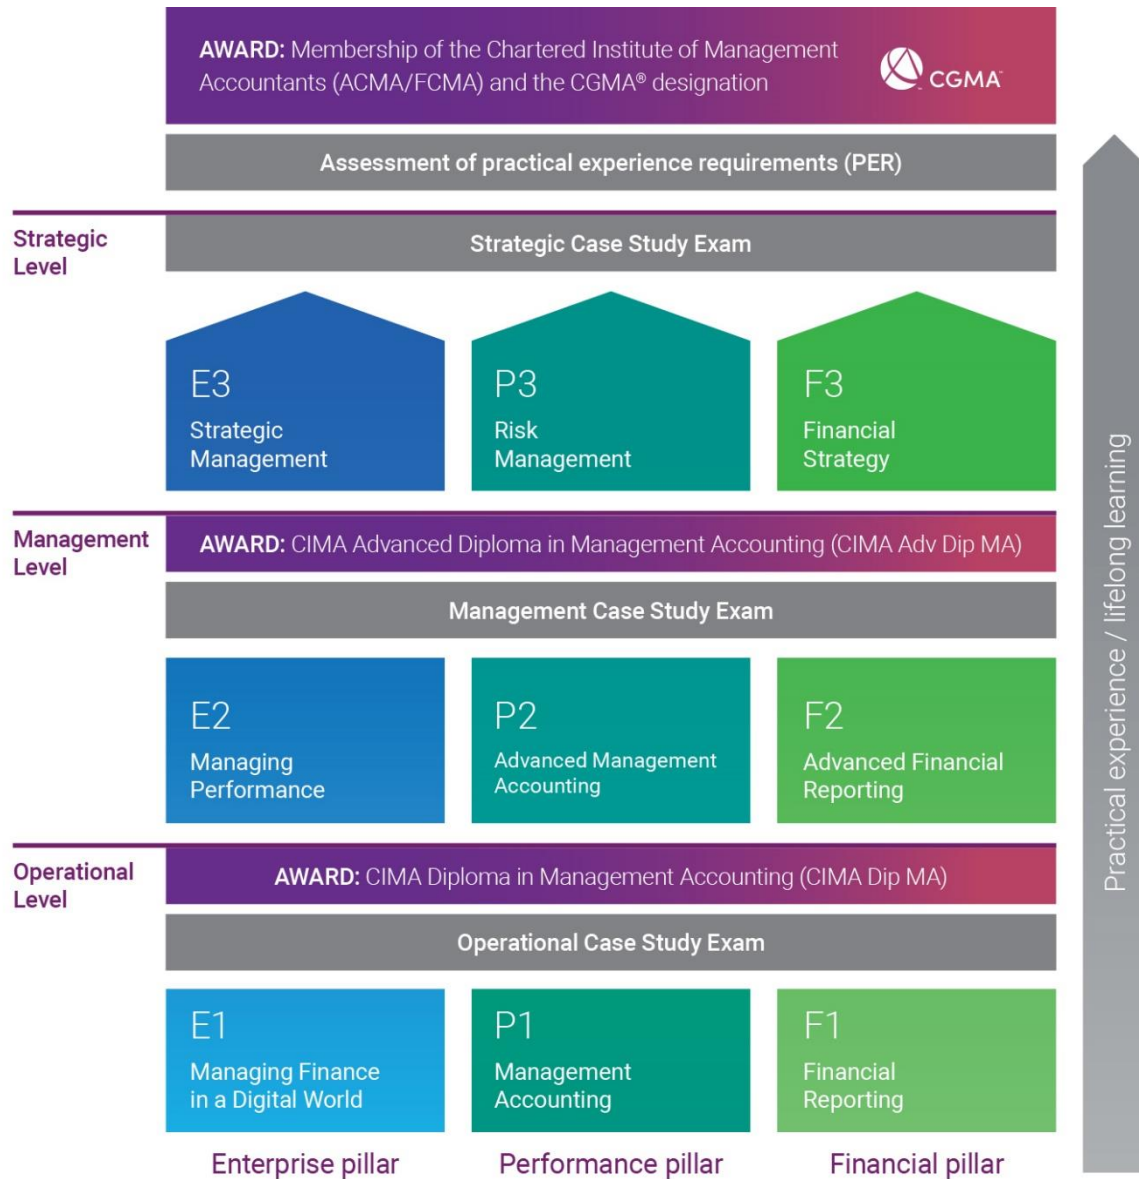 AWARD: Membership of the Chartered Institute of Management
Accountants (ACMA/FCMA) and the CGMA® designation
CGMA™
Assessment of practical experience requirements (PER)
Strategic
Level
Strategic Case Study Exam
E3
Strategic
Management
P3
Risk
Management
F3
Financial
Strategy
Management
Level
AWARD: CIMA Advanced Diploma in Management Accounting (CIMA Adv Dip MA)
Management Case Study Exam
E2
Managing
Performance
P2
Advanced Management
Accounting
F2
Advanced Financial
Reporting
Operational
Level
AWARD: CIMA Diploma in Management Accounting (CIMA Dip MA)
Operational Case Study Exam
E1
Managing Finance
in a Digital World
P1
Management
Accounting
F1
Financial
Reporting
Enterprise pillar
Performance pillar
Financial pillar
Practical experience / lifelong learning